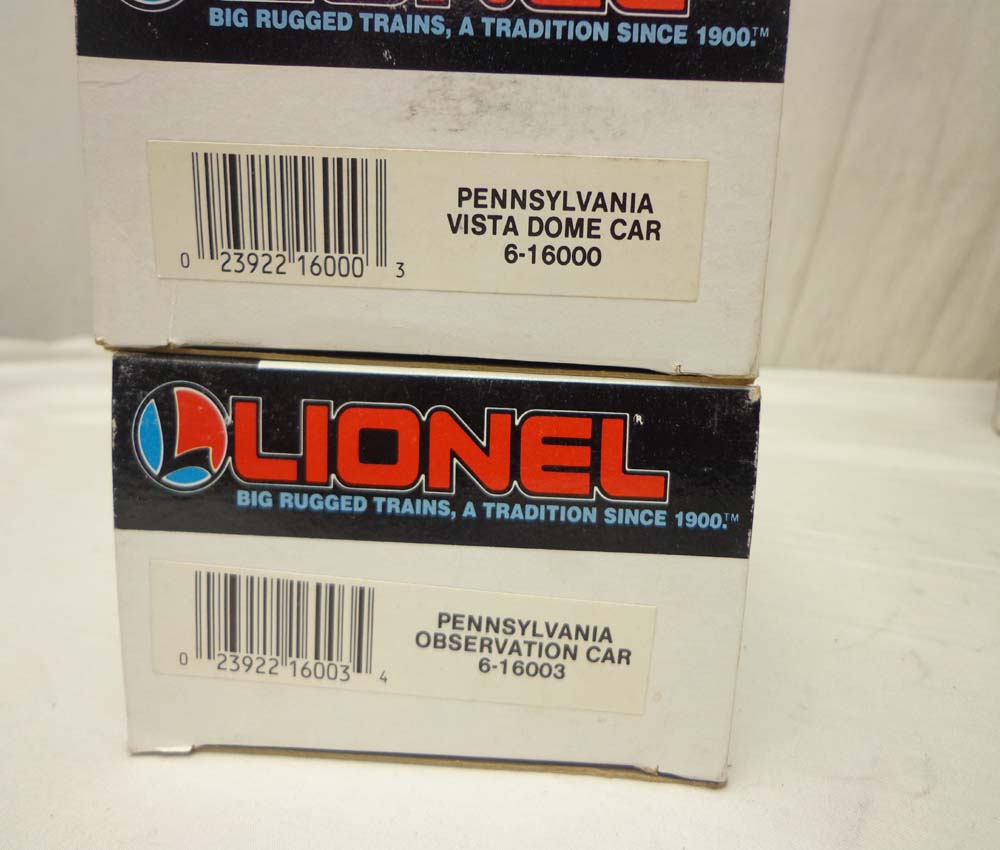 BIG RUGGED TRAINS, A TRADITION SINCE 1900.™
PENNSYLVANIA
VISTA DOME CAR
6-16000
0 23922 16000 3
LIONEL®
BIG RUGGED TRAINS, A TRADITION SINCE 1900.™
PENNSYLVANIA
OBSERVATION CAR
6-16003
0 23922 16003 4